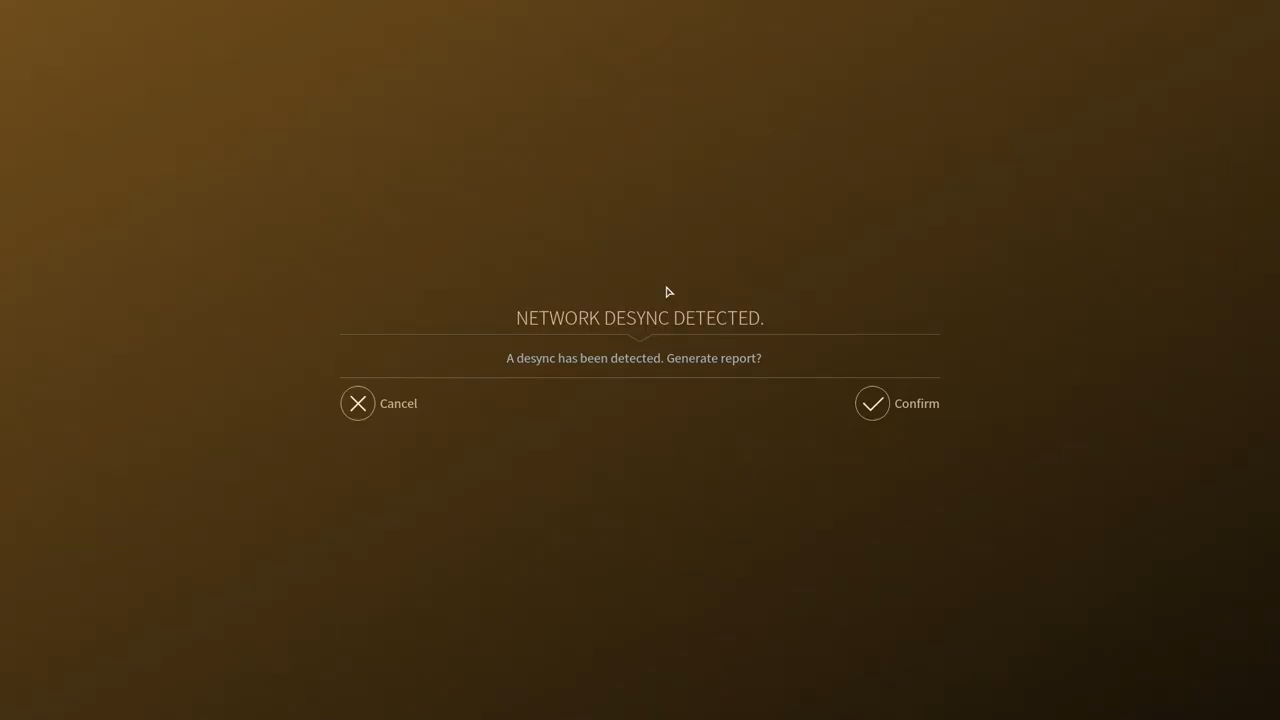 NETWORK DESYNC DETECTED.
A desync has been detected. Generate report?
Cancel
Confirm